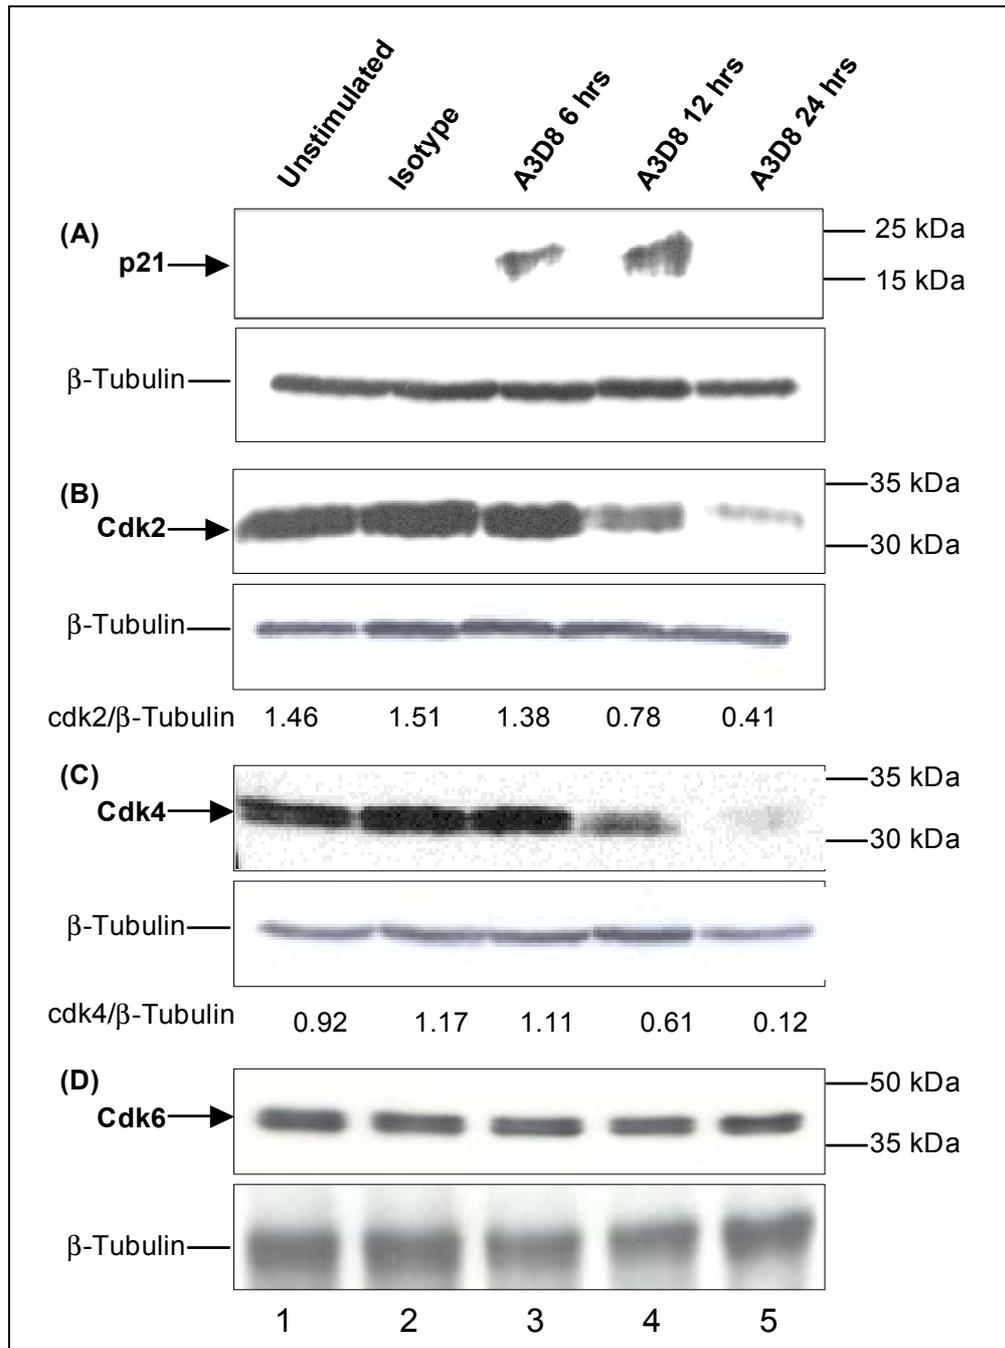 Unstimulated
Isotype
A3D8 6 hrs
A3D8 12 hrs
A3D8 24 hrs
(A)
p21
25 kDa
15 kDa
β-Tubulin
(B)
Cdk2
35 kDa
30 kDa
β-Tubulin
cdk2/β-Tubulin 1.46 1.51 1.38 0.78 0.41
(C)
Cdk4
35 kDa
30 kDa
β-Tubulin
cdk4/β-Tubulin 0.92 1.17 1.11 0.61 0.12
(D)
Cdk6
50 kDa
35 kDa
β-Tubulin
1 2 3 4 5